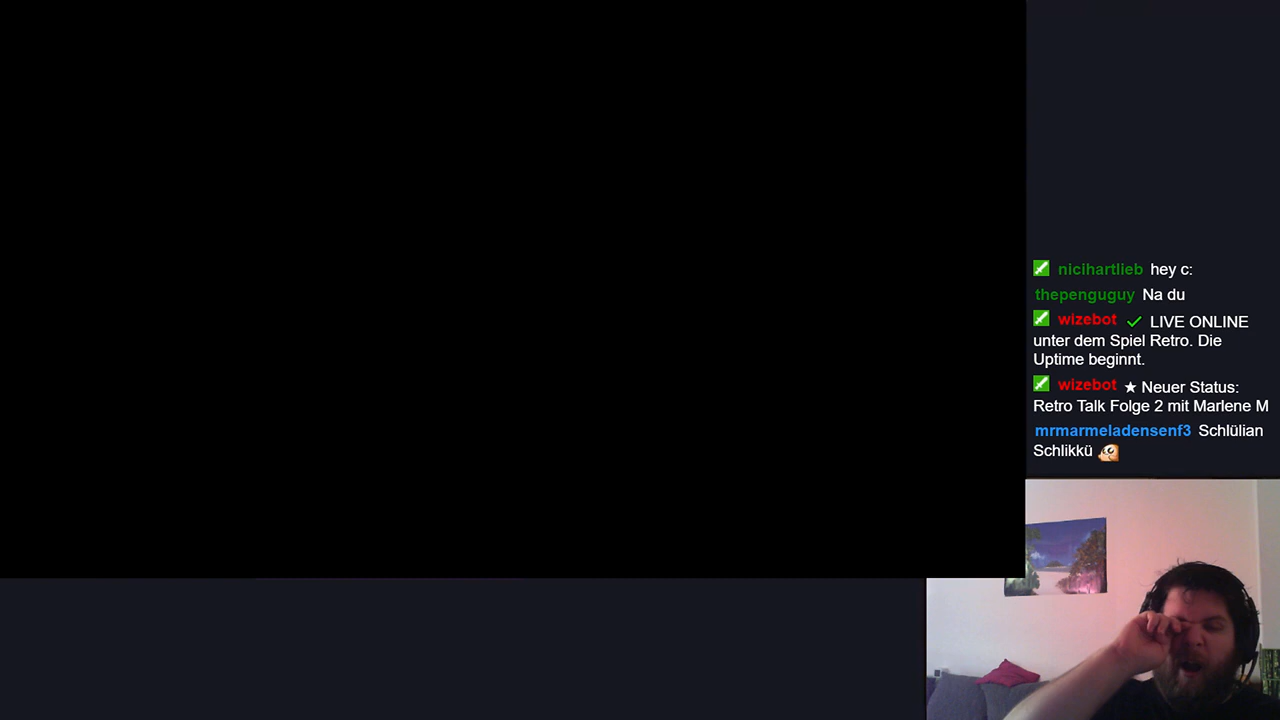 nicihartlieb hey c:
thepenguguy Na du
wizebot ✓ LIVE ONLINE
unter dem Spiel Retro. Die
Uptime beginnt.
wizebot ★ Neuer Status:
Retro Talk Folge 2 mit Marlene M
mrmarmeladensenf3 Schlülian
Schlikkü